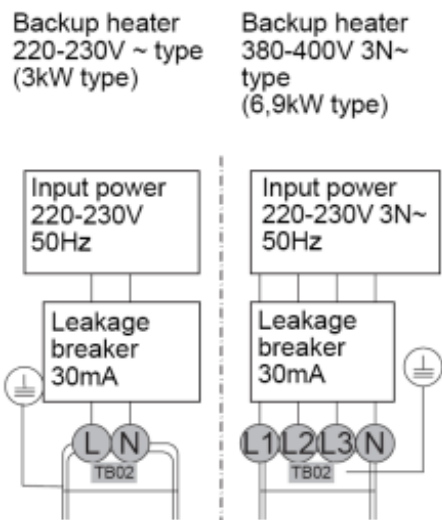 Backup heater
220-230V ~ type
(3kW type)
Backup heater
380-400V 3N~
type
(6,9kW type)
Input power
220-230V
50Hz
Input power
220-230V 3N~
50Hz
Leakage
breaker
30mA
Leakage
breaker
30mA
L N
TB02
L1 L2 L3 N
TB02